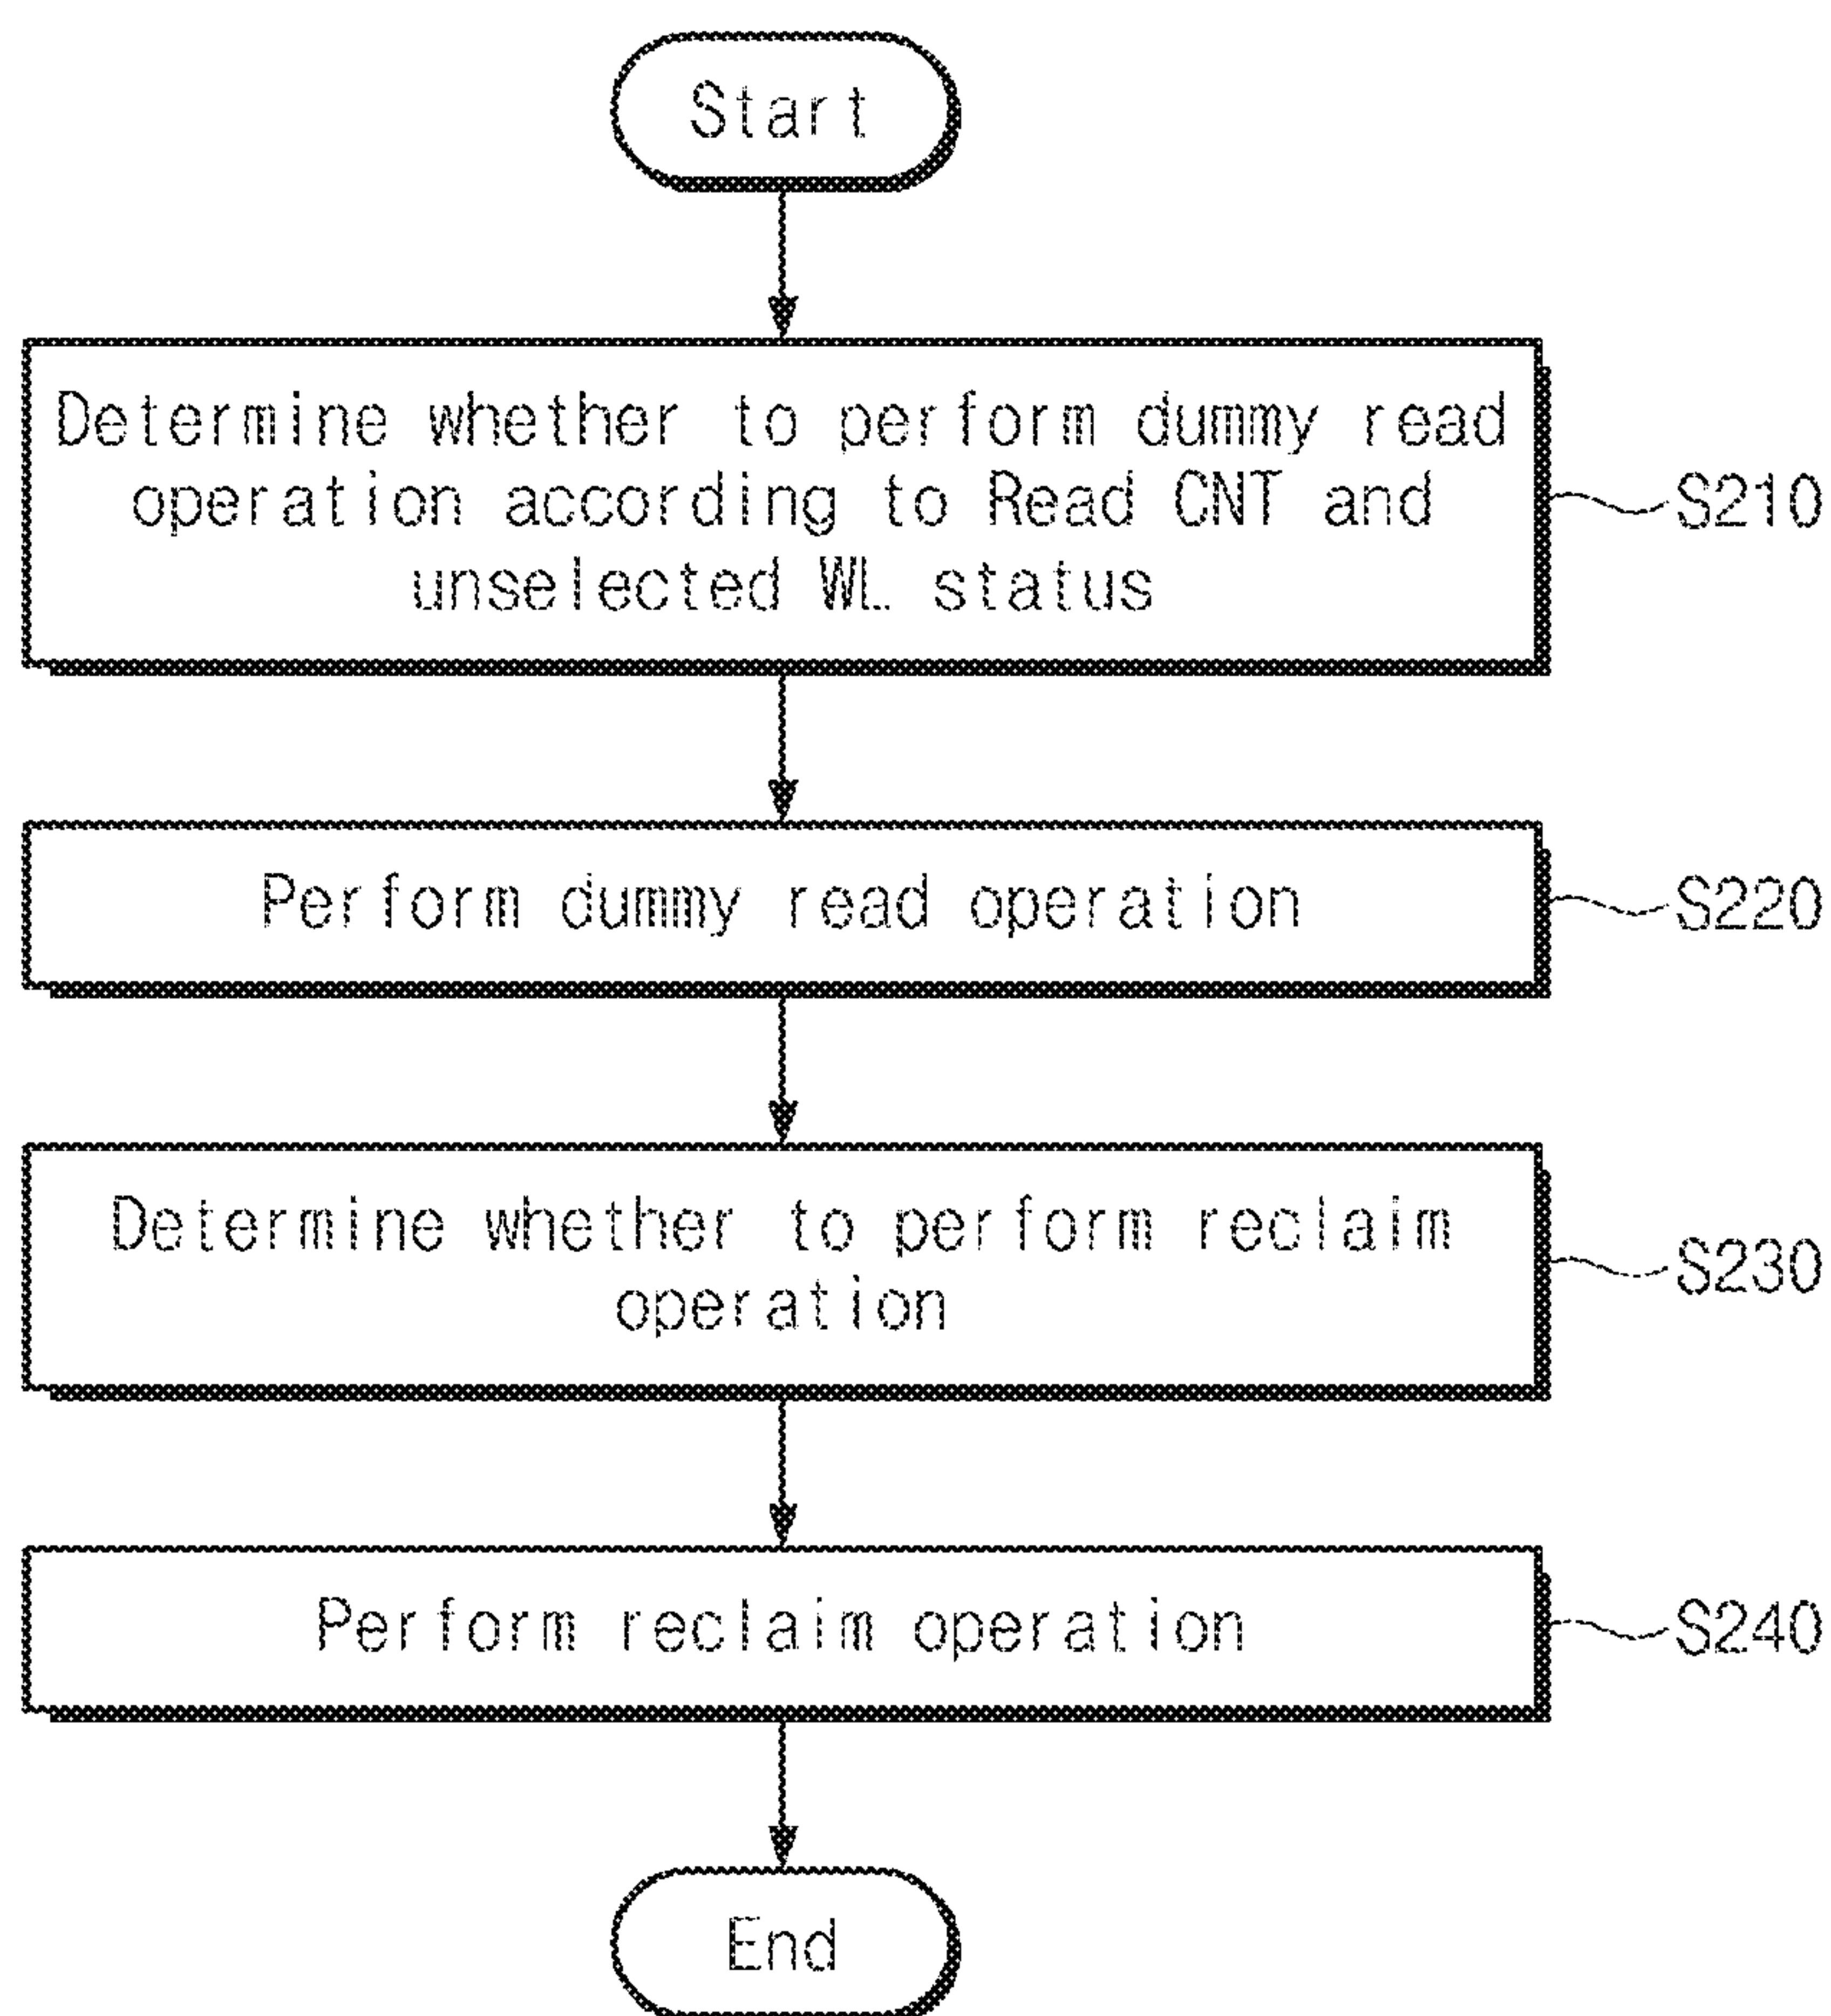 Start
Determine whether to perform dummy read
operation according to Read CNT and
unselected WL status
S210
Perform dummy read operation
S220
Determine whether to perform reclaim
operation
S230
Perform reclaim operation
S240
End